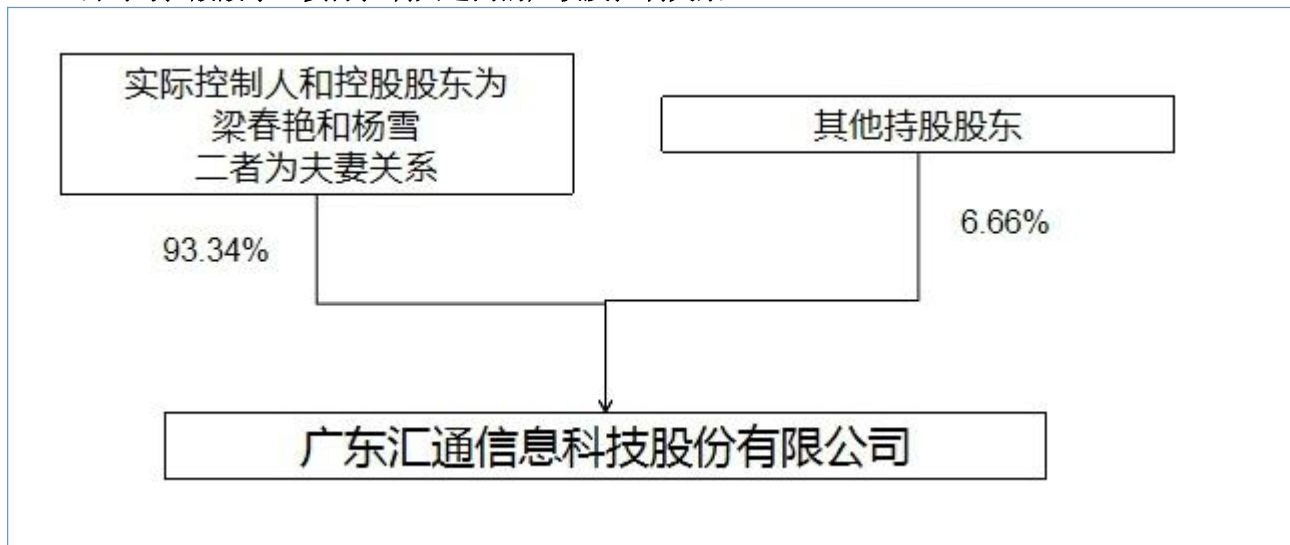 实际控制人和控股股东为
梁春艳和杨雪
二者为夫妻关系
其他持股股东
93.34%
6.66%
广东汇通信息科技股份有限公司